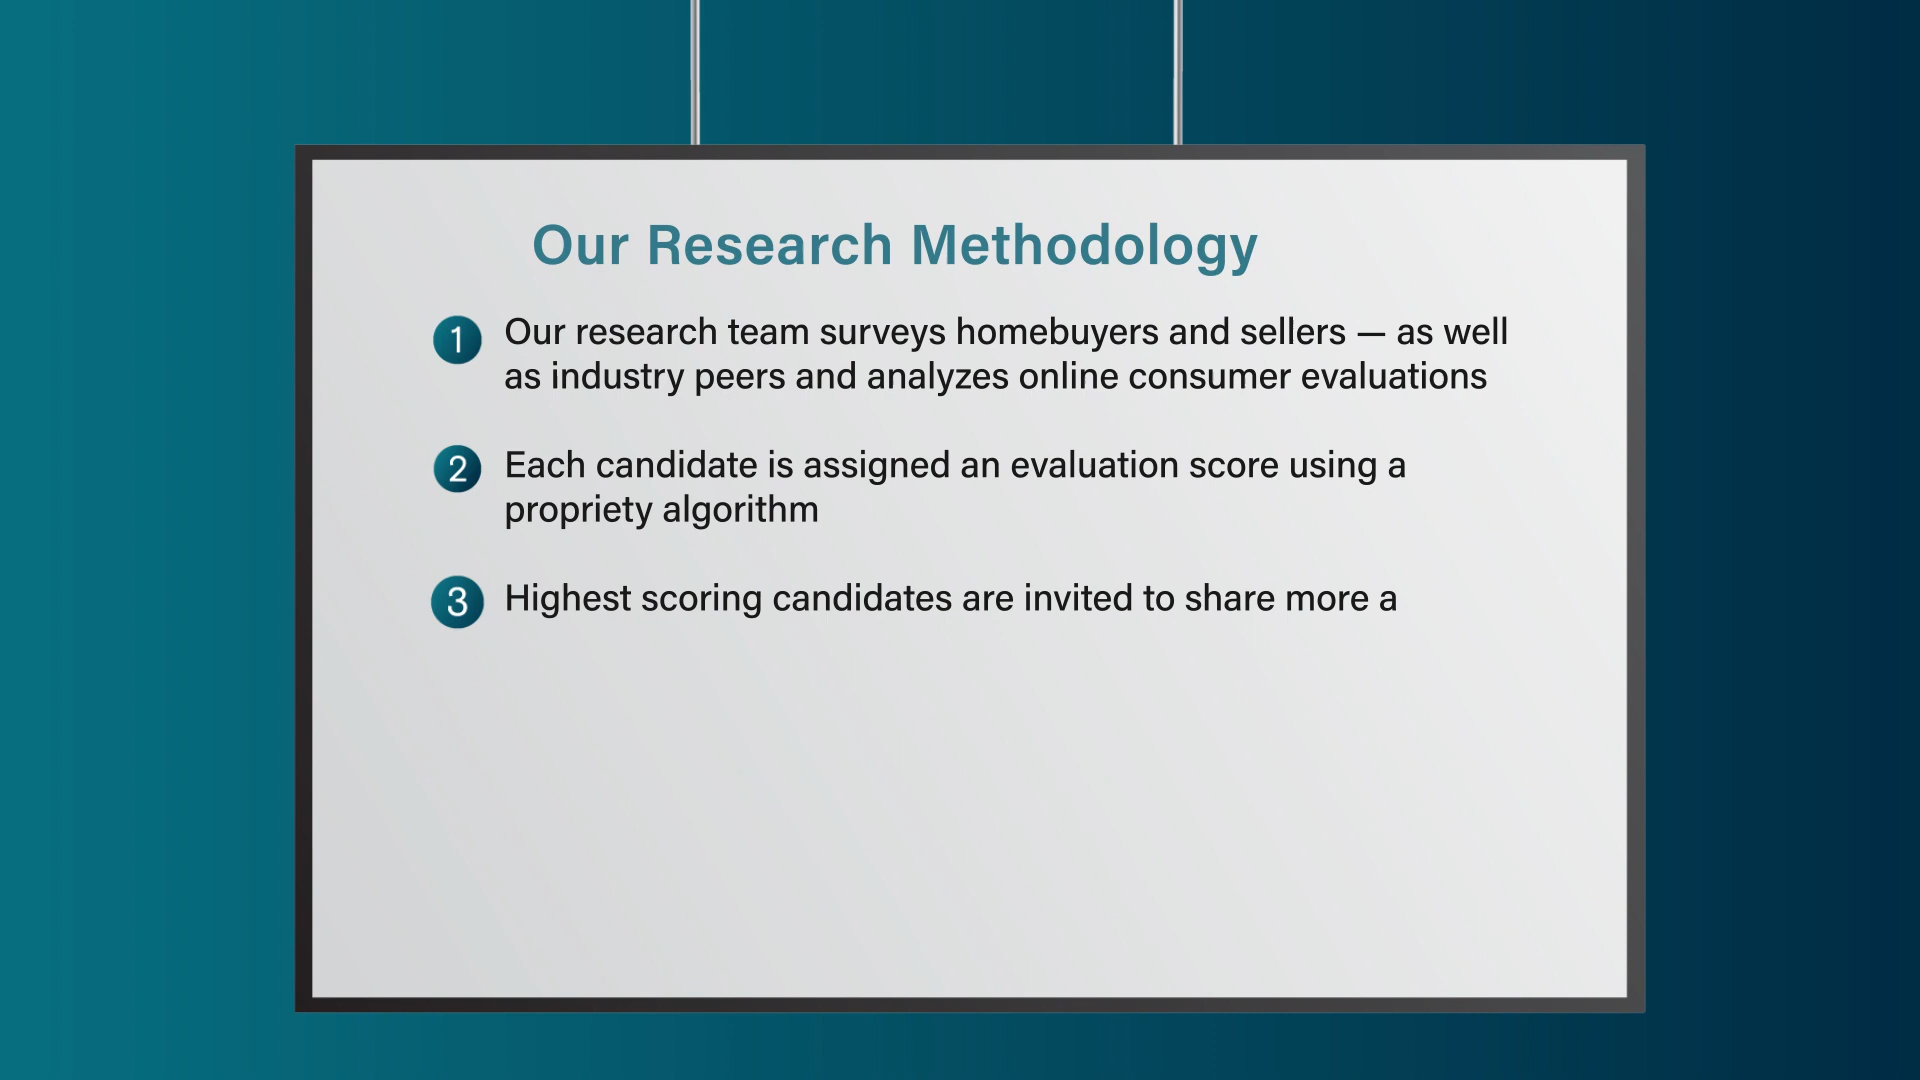 Our Research Methodology
1 Our research team surveys homebuyers and sellers — as well
as industry peers and analyzes online consumer evaluations
2 Each candidate is assigned an evaluation score using a
propriety algorithm
3 Highest scoring candidates are invited to share more a